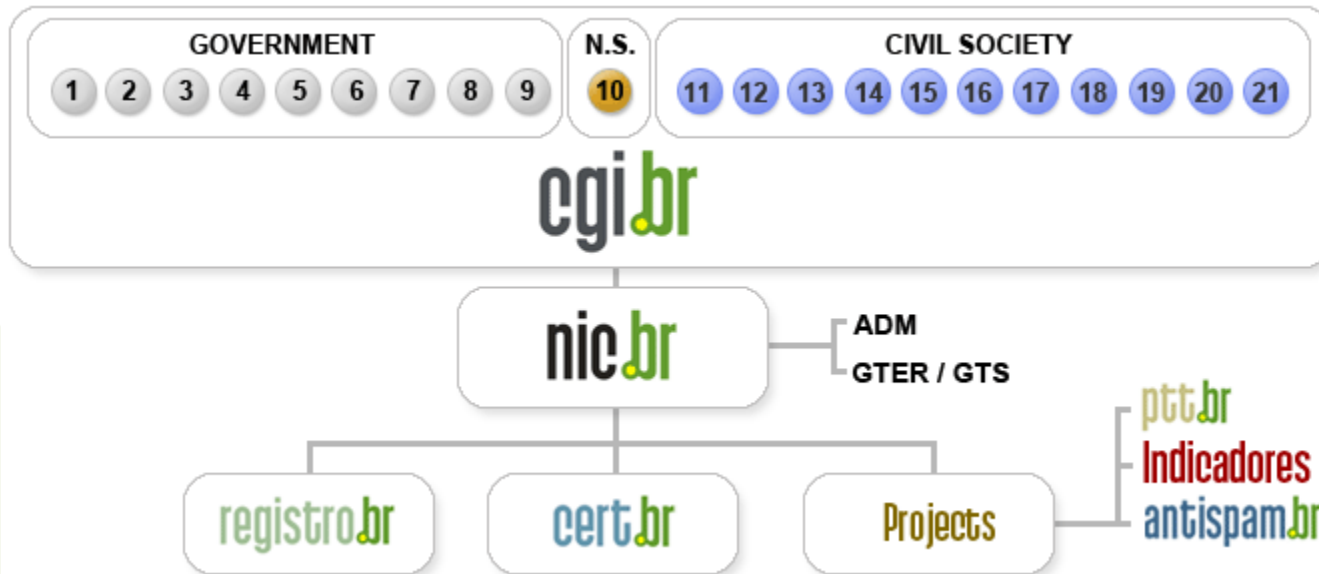 GOVERNMENT N.S. CIVIL SOCIETY
1 2 3 4 5 6 7 8 9 10 11 12 13 14 15 16 17 18 19 20 21
cgi.br
nic.br
ADM
GTER / GTS
ptt.br
Indicadores
antispam.br
registro.br cert.br Projects